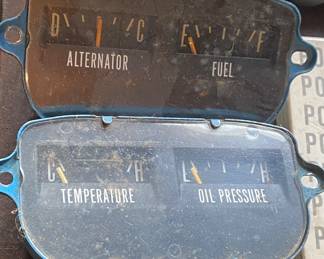 D C E F
ALTERNATOR FUEL
C H L H
TEMPERATURE OIL PRESSURE